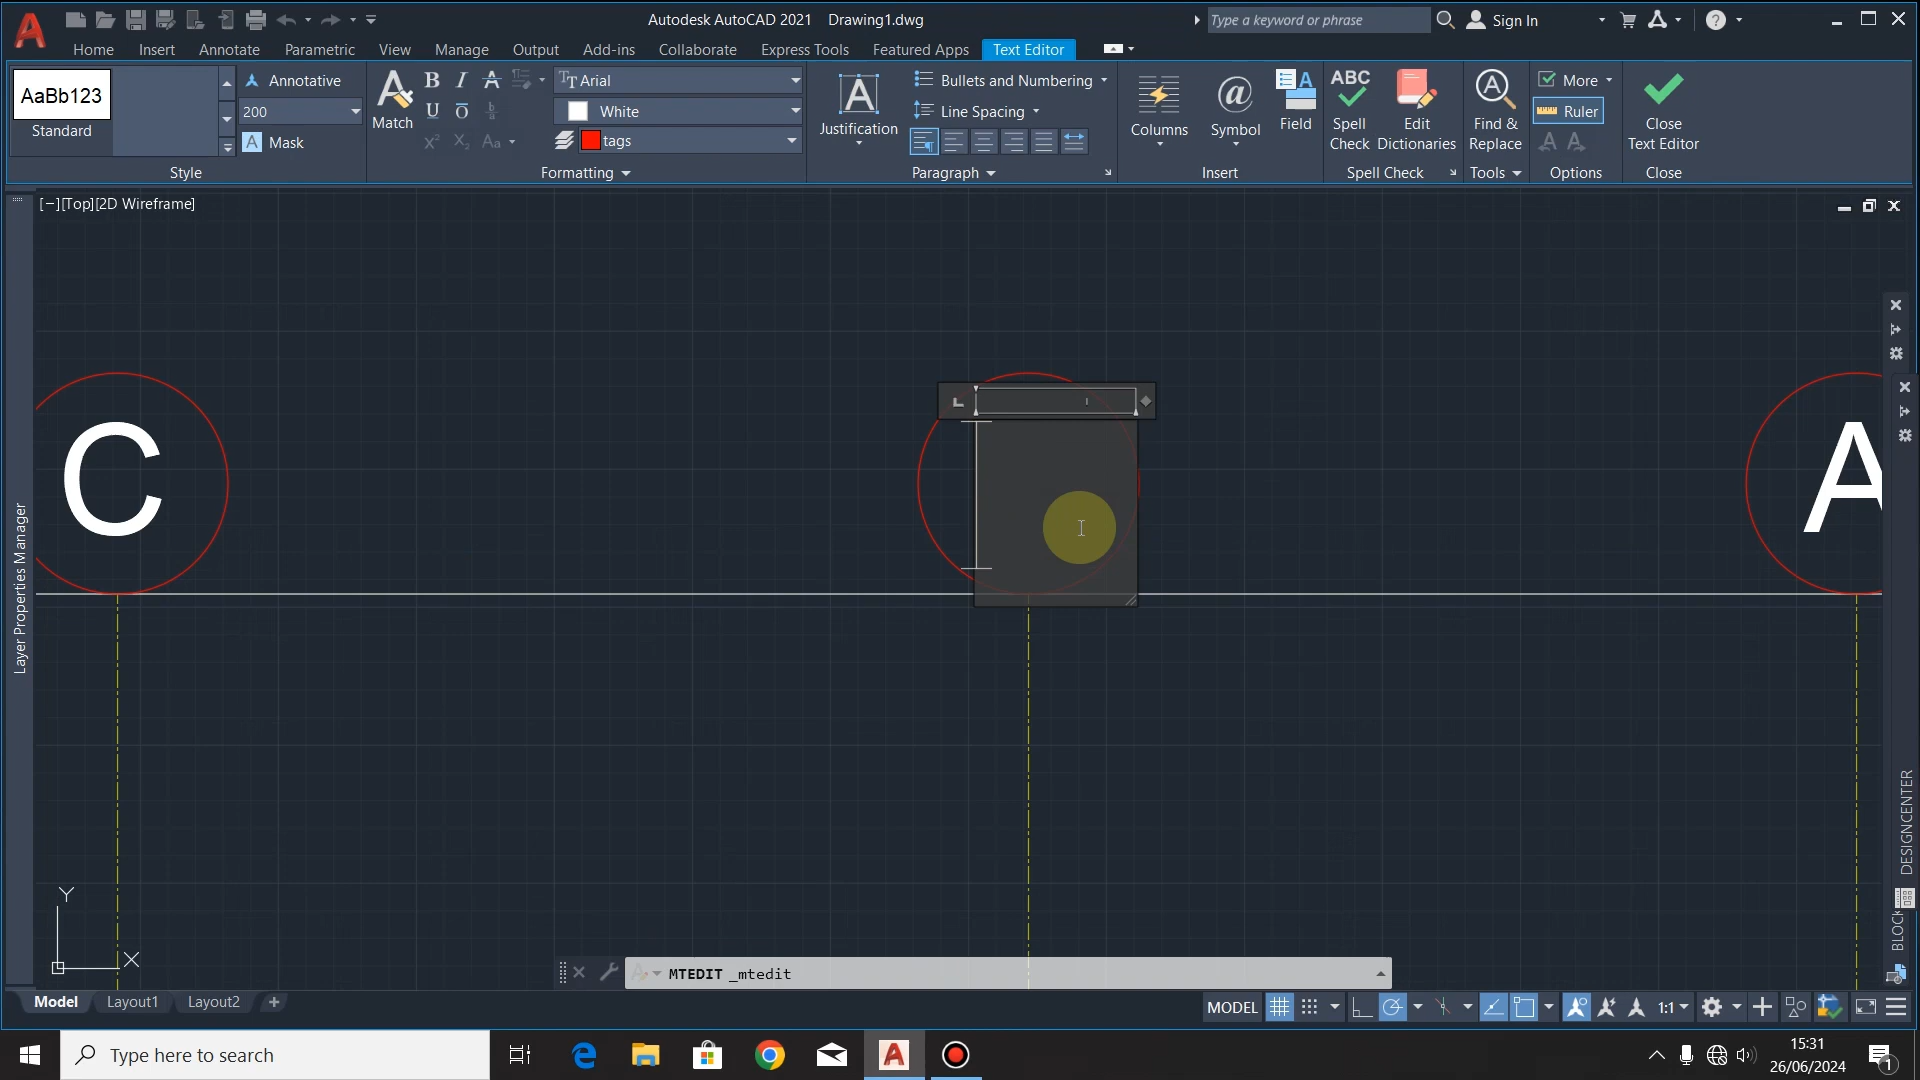 Autodesk AutoCAD 2021 Drawing1.dwg
Type a keyword or phrase
Sign In
Home Insert Annotate Parametric View Manage Output Add-ins Collaborate Express Tools Featured Apps Text Editor
AaBb123
Standard
Annotative
200
Mask
Style
Match
Arial
White
tags
Formatting
Justification
Bullets and Numbering
Line Spacing
Paragraph
Columns
Symbol
Field
Insert
ABC
Spell Check
Edit Dictionaries
Spell Check
Find & Replace
Tools
More
Ruler
Options
Close Text Editor
Close
[−][Top][2D Wireframe]
C
A
Layer Properties Manager
DESIGNCENTER
BLOCK
Y
X
MTEDIT _mtedit
Model Layout1 Layout2
MODEL
1:1
Type here to search
15:31
26/06/2024
1